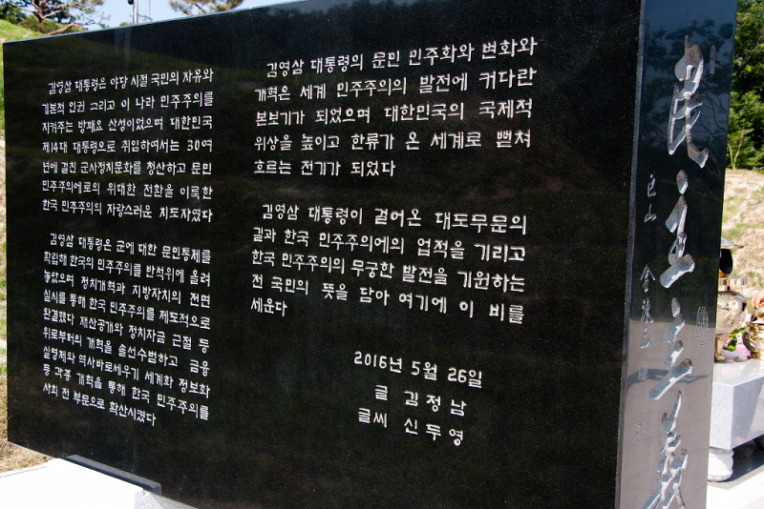 김영삼 대통령은 야당 시절 국민의 자유와
기본적 인권 그리고 이 나라 민주주의를
지켜주는 방패요 산성이었으며 대한민국
제14대 대통령으로 취임하여서는 30여
년에 걸친 군사정치문화를 청산하고 문민
민주주의에로의 위대한 전환을 이룩한
한국 민주주의의 자랑스러운 지도자였다
김영삼 대통령은 군에 대한 문민통제를
확립해 한국의 민주주의를 반석위에 올려
놓았으며 정치개혁과 지방자치의 전면
실시를 통해 한국 민주주의를 제도적으로
완결했다 재산공개와 정치자금 근절 등
위로부터의 개혁을 솔선수범하고 금융
실명제와 역사바로세우기 세계화 정보화
등 각종 개혁을 통해 한국 민주주의를
사회 전 부문으로 확산시켰다
김영삼 대통령의 문민 민주화와 변화와
개혁은 세계 민주주의의 발전에 커다란
본보기가 되었으며 대한민국의 국제적
위상을 높이고 한류가 온 세계로 뻗쳐
흐르는 전기가 되었다
김영삼 대통령이 걸어온 대도무문의
길과 한국 민주주의에의 업적을 기리고
한국 민주주의의 무궁한 발전을 기원하는
전 국민의 뜻을 담아 여기에 이 비를
세운다
2016년 5월 26일
글 김정남
글씨 신두영
民主主義
巨山 金泳三